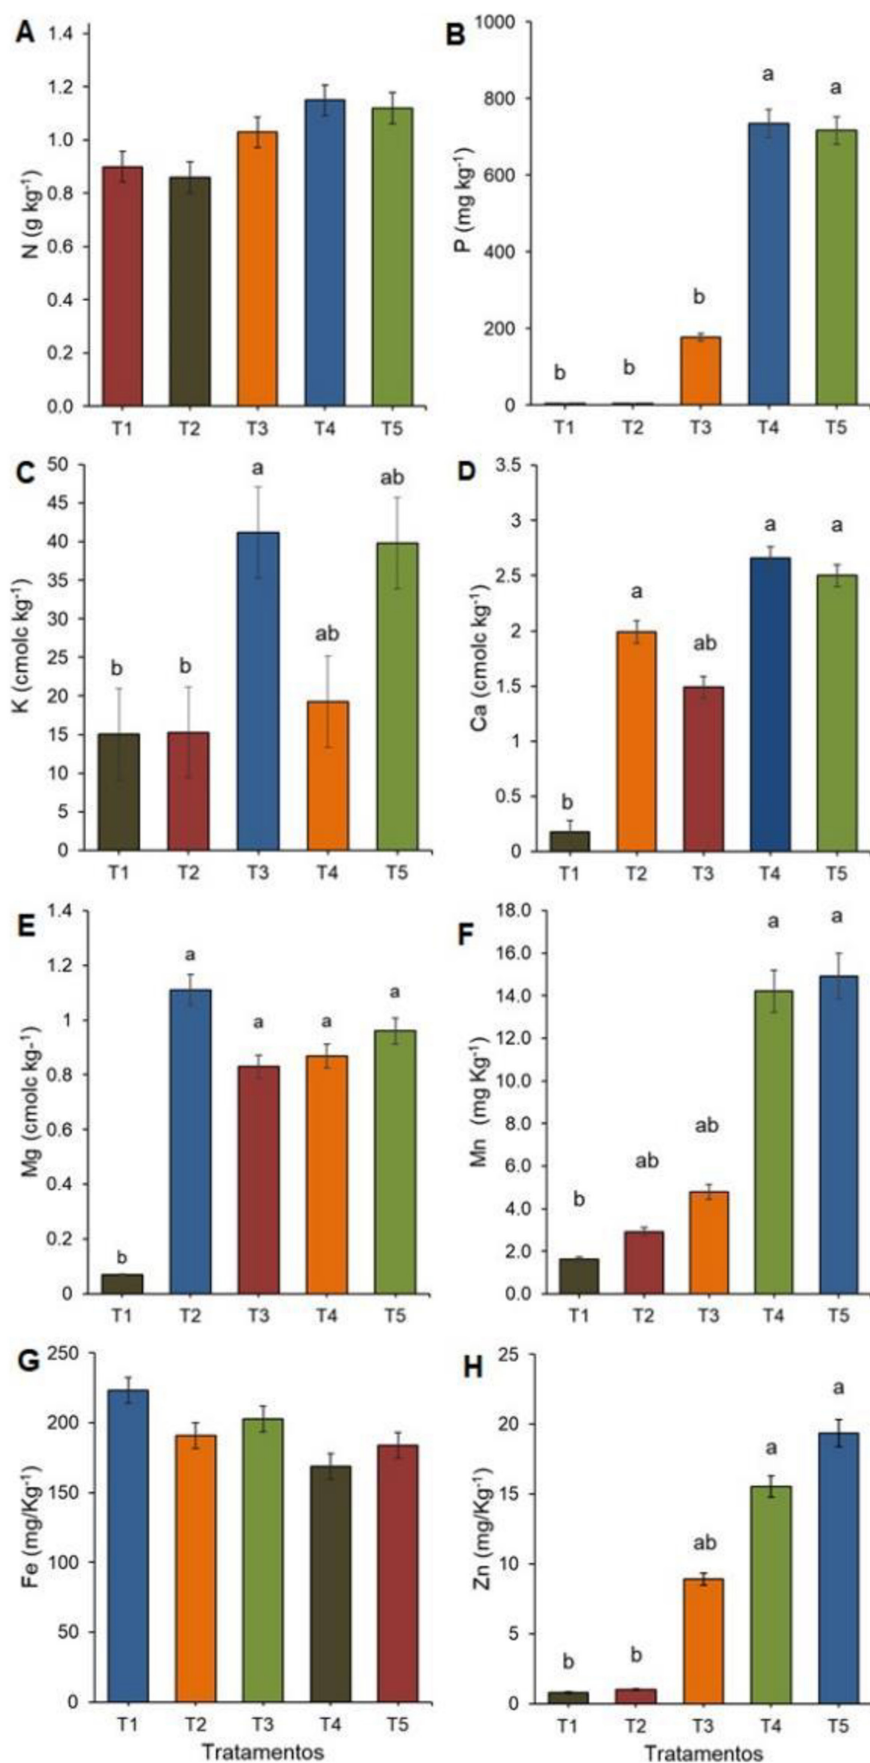 A
N (g kg⁻¹)
1.4
1.2
1.0
0.8
0.6
0.4
0.2
0.0
T1 T2 T3 T4 T5
B
P (mg kg⁻¹)
1000
800
600
400
200
0
b b b a a
T1 T2 T3 T4 T5
C
K (cmolc kg⁻¹)
50
45
40
35
30
25
20
15
10
5
0
b b a ab ab
T1 T2 T3 T4 T5
D
Ca (cmolc kg⁻¹)
3.5
3
2.5
2
1.5
1
0.5
0
b a ab a a
T1 T2 T3 T4 T5
E
Mg (cmolc kg-¹)
1.4
1.2
1
0.8
0.6
0.4
0.2
0
b a a a a
T1 T2 T3 T4 T5
F
Mn (mg Kg⁻¹)
18.0
16.0
14.0
12.0
10.0
8.0
6.0
4.0
2.0
0.0
b ab ab a a
T1 T2 T3 T4 T5
G
Fe (mg/Kg⁻¹)
250
200
150
100
50
0
T1 T2 T3 T4 T5
Tratamentos
H
Zn (mg/Kg⁻¹)
25
20
15
10
5
0
b b ab a a
T1 T2 T3 T4 T5
Tratamentos